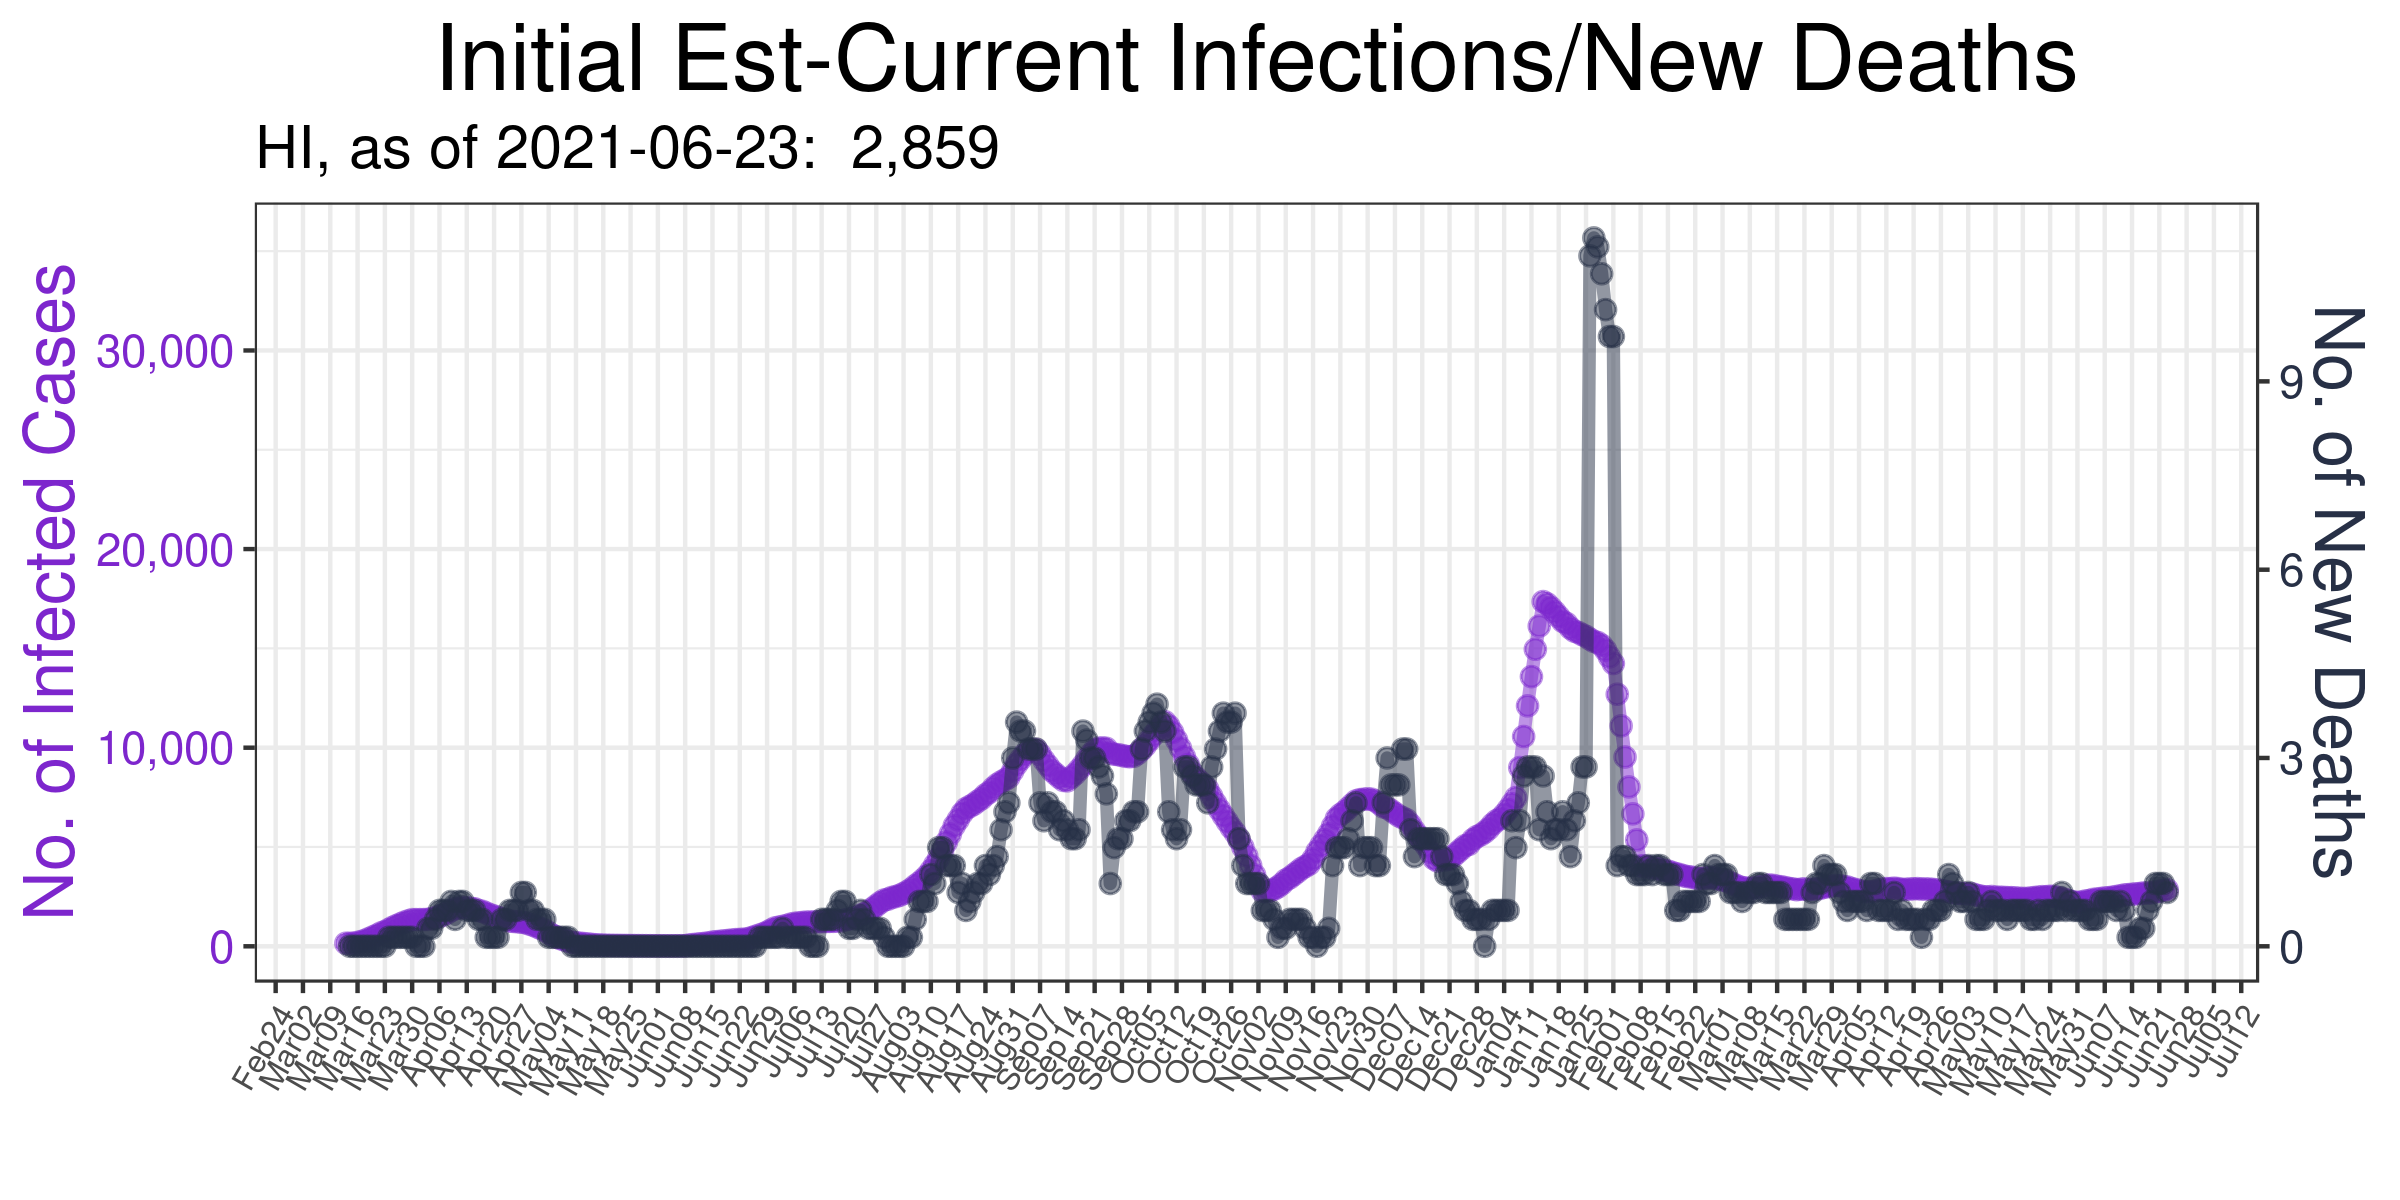 Initial Est-Current Infections/New Deaths
HI, as of 2021-06-23: 2,859
No. of Infected Cases
30,000
20,000
10,000
0
No. of New Deaths
9
6
3
0
Feb24
Mar02
Mar09
Mar16
Mar23
Mar30
Apr06
Apr13
Apr20
Apr27
May04
May11
May18
May25
Jun01
Jun08
Jun15
Jun22
Jun29
Jul06
Jul13
Jul20
Jul27
Aug03
Aug10
Aug17
Aug24
Aug31
Sep07
Sep14
Sep21
Sep28
Oct05
Oct12
Oct19
Oct26
Nov02
Nov09
Nov16
Nov23
Nov30
Dec07
Dec14
Dec21
Dec28
Jan04
Jan11
Jan18
Jan25
Feb01
Feb08
Feb15
Feb22
Mar01
Mar08
Mar15
Mar22
Mar29
Apr05
Apr12
Apr19
Apr26
May03
May10
May17
May24
May31
Jun07
Jun14
Jun21
Jun28
Jul05
Jul12